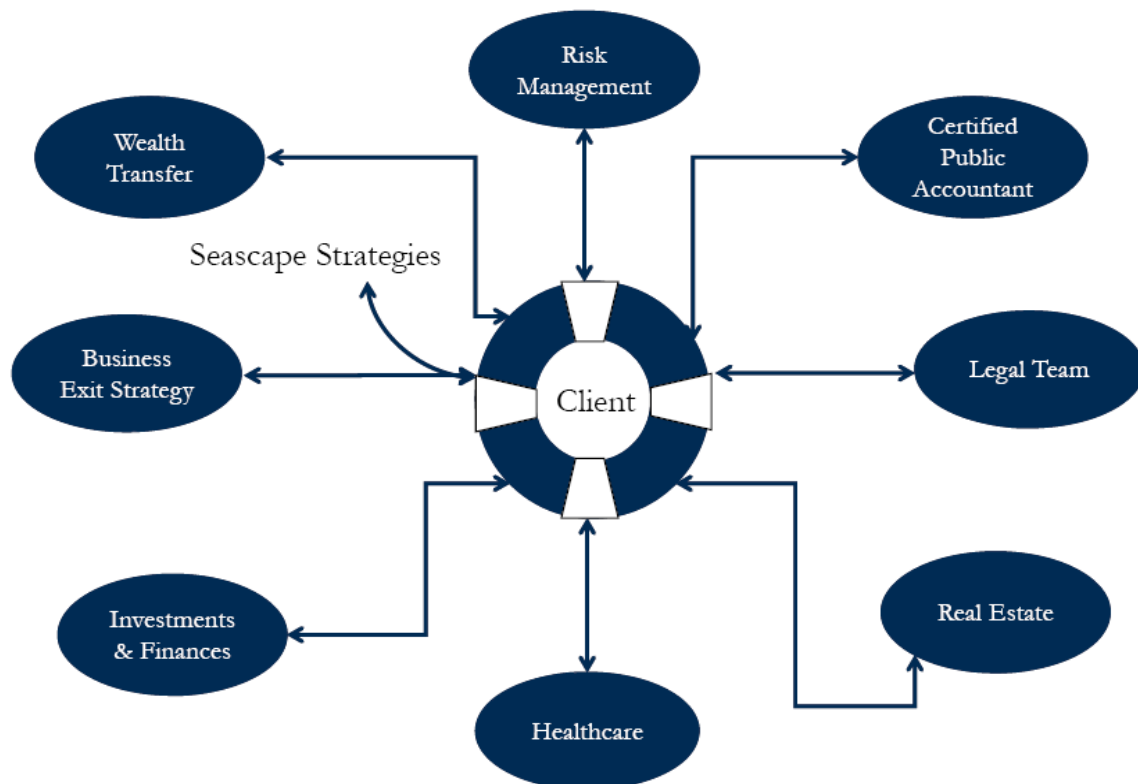 Risk
Management
Wealth
Transfer
Certified
Public
Accountant
Seascape Strategies
Business
Exit Strategy
Client
Legal Team
Investments
& Finances
Real Estate
Healthcare